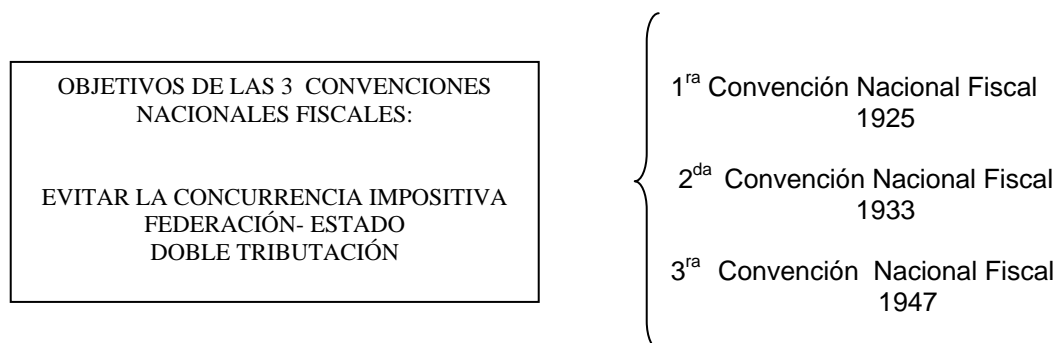 OBJETIVOS DE LAS 3 CONVENCIONES
NACIONALES FISCALES:
EVITAR LA CONCURRENCIA IMPOSITIVA
FEDERACIÓN- ESTADO
DOBLE TRIBUTACIÓN
1ra Convención Nacional Fiscal
1925
2da Convención Nacional Fiscal
1933
3ra Convención Nacional Fiscal
1947